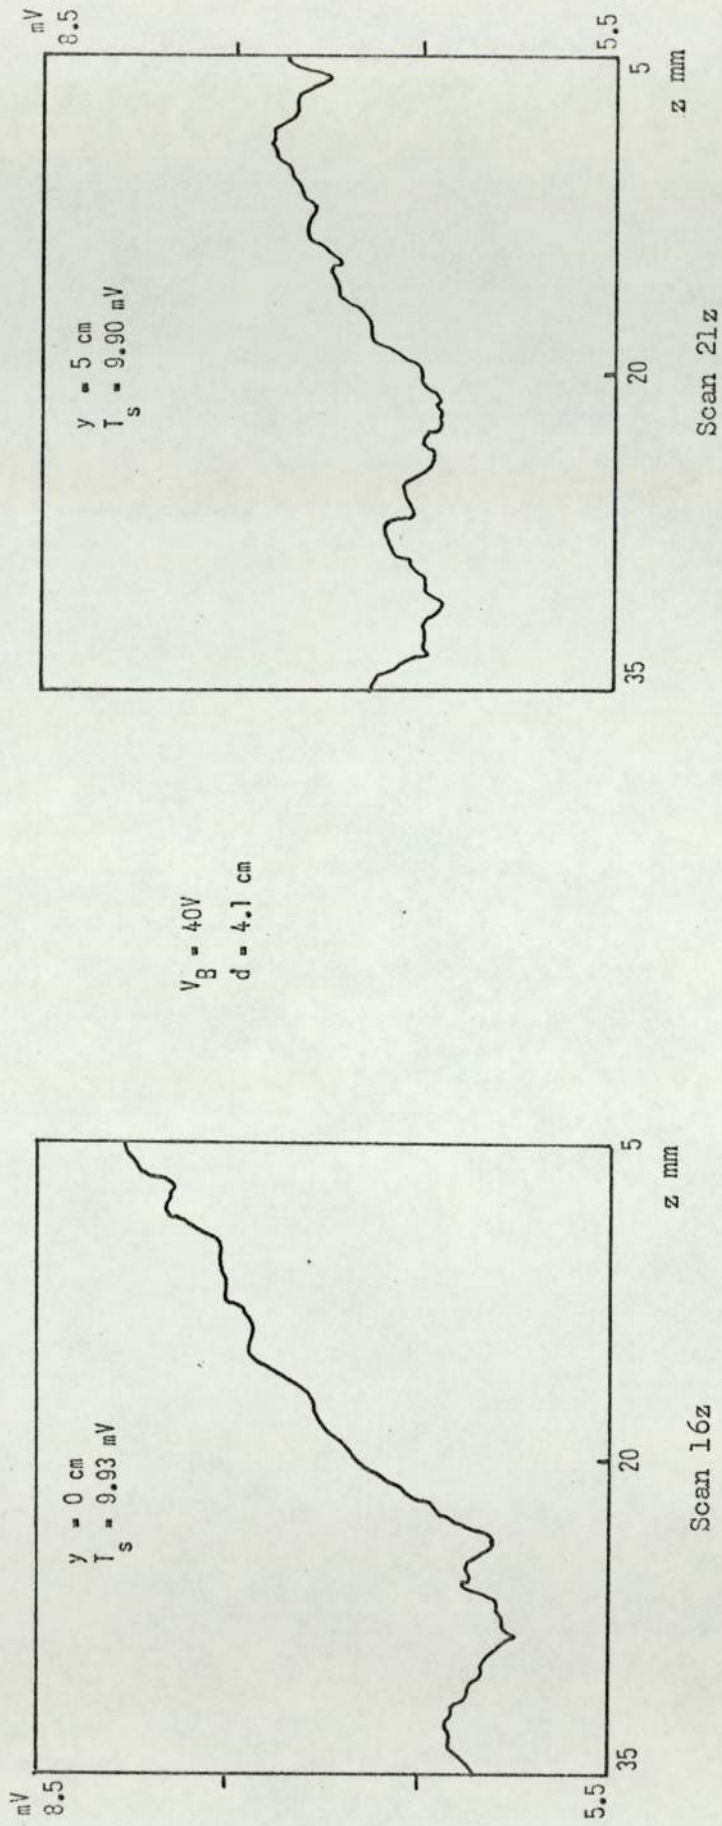 mV
8.5
5.5
35
20
5
z mm
y = 0 cm
T_s = 9.93 mV
Scan 16z
V_B = 40V
d = 4.1 cm
mV
8.5
5.5
35
20
5
z mm
y = 5 cm
T_s = 9.90 mV
Scan 21z